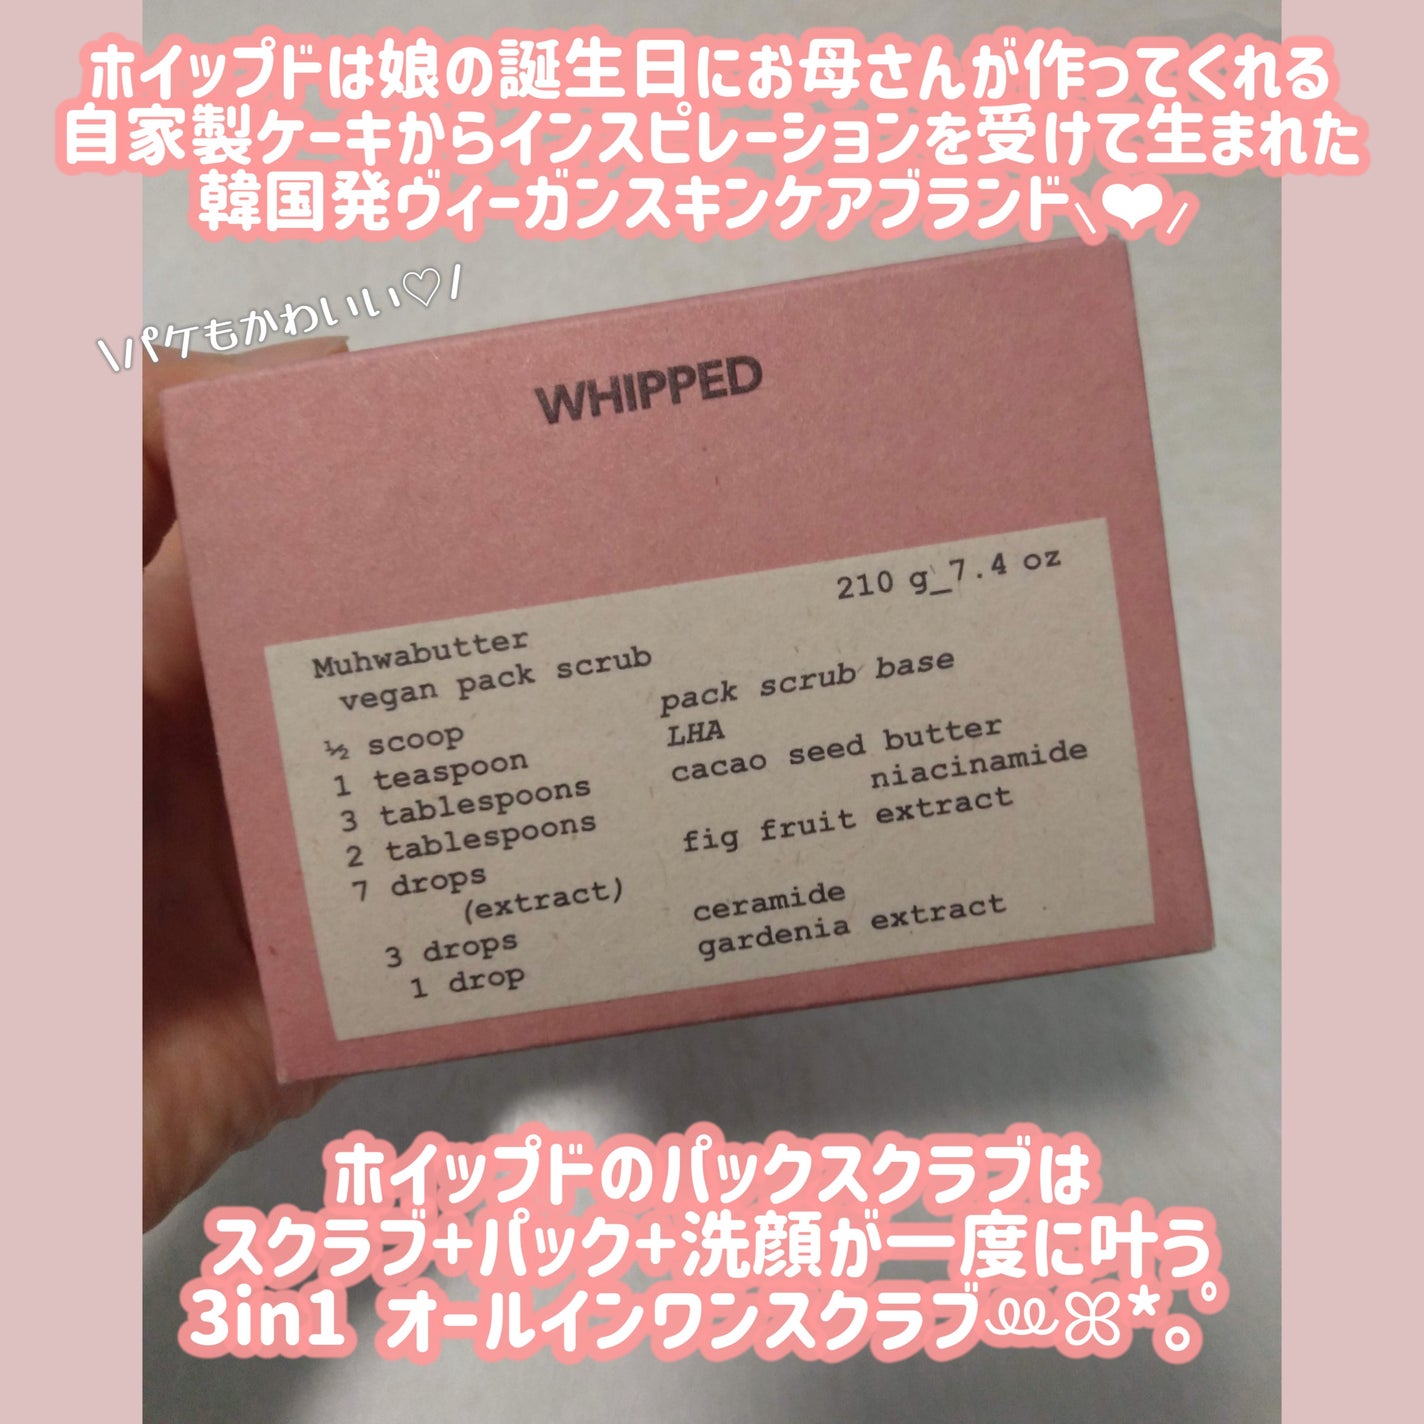 ホイップドは娘の誕生日にお母さんが作ってくれる
自家製ケーキからインスピレーションを受けて生まれた
韓国発ヴィーガンスキンケアブランド\❤/
\パケもかわいい♡/
WHIPPED
210 g_7.4 oz
Muhwabutter
vegan pack scrub
½ scoop pack scrub base
1 teaspoon LHA
3 tablespoons cacao seed butter
2 tablespoons niacinamide
7 drops fig fruit extract
(extract)
3 drops ceramide
1 drop gardenia extract
ホイップドのパックスクラブは
スクラブ+パック+洗顔が一度に叶う
3in1 オールインワンスクラブ𖤐ꕤ*.ﾟ